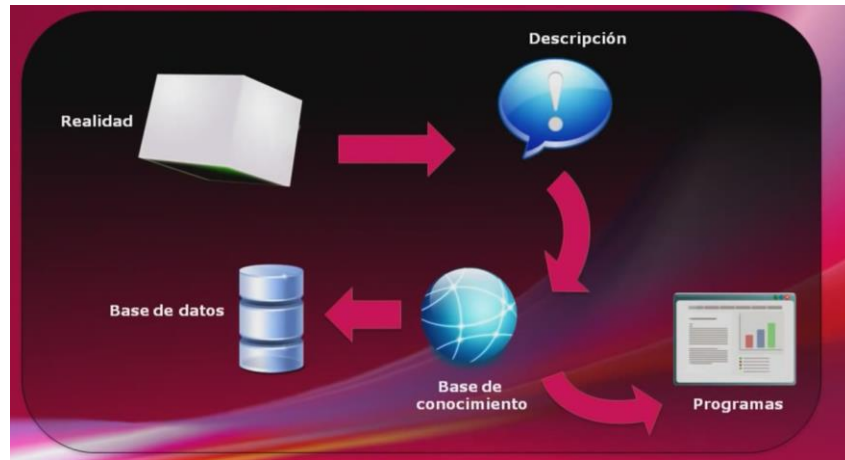 Descripción
Realidad
Base de datos
Base de
conocimiento
Programas